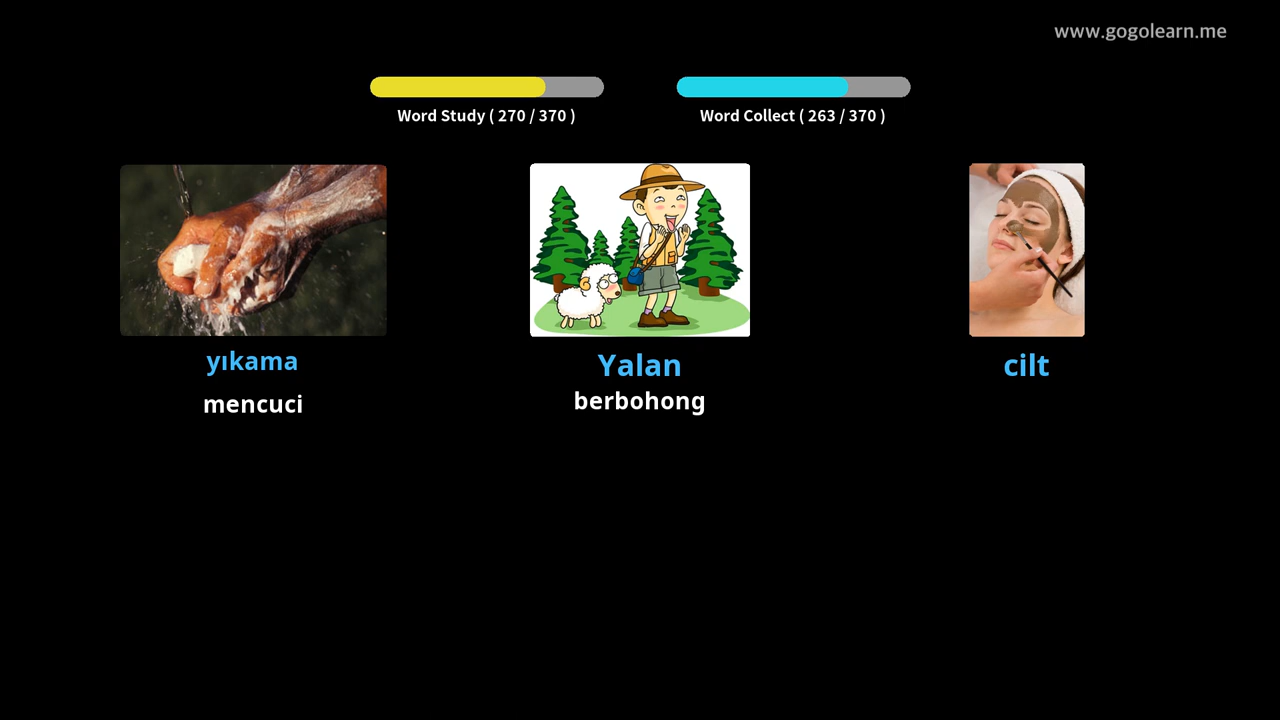 www.gogolearn.me
Word Study ( 270 / 370 )
Word Collect ( 263 / 370 )
yıkama
mencuci
Yalan
berbohong
cilt